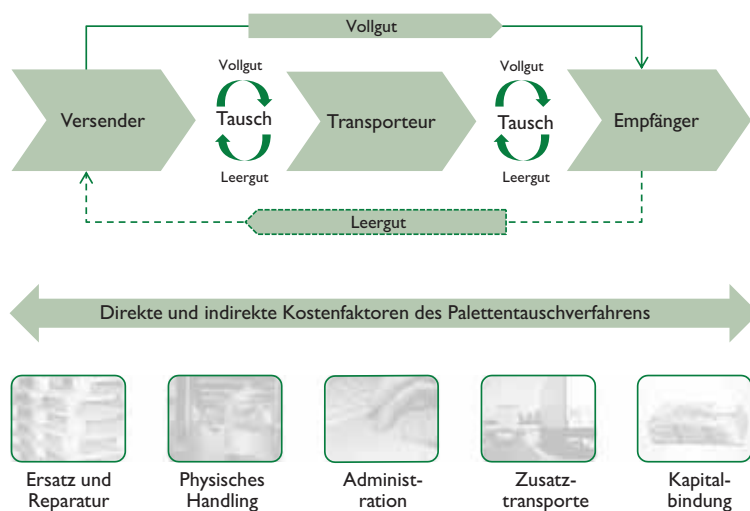 Vollgut
Vollgut
Vollgut
Versender
Tausch
Transporteur
Tausch
Empfänger
Leergut
Leergut
Leergut
Direkte und indirekte Kostenfaktoren des Palettentauschverfahrens
Ersatz und
Reparatur
Physisches
Handling
Administ-
ration
Zusatz-
transporte
Kapital-
bindung